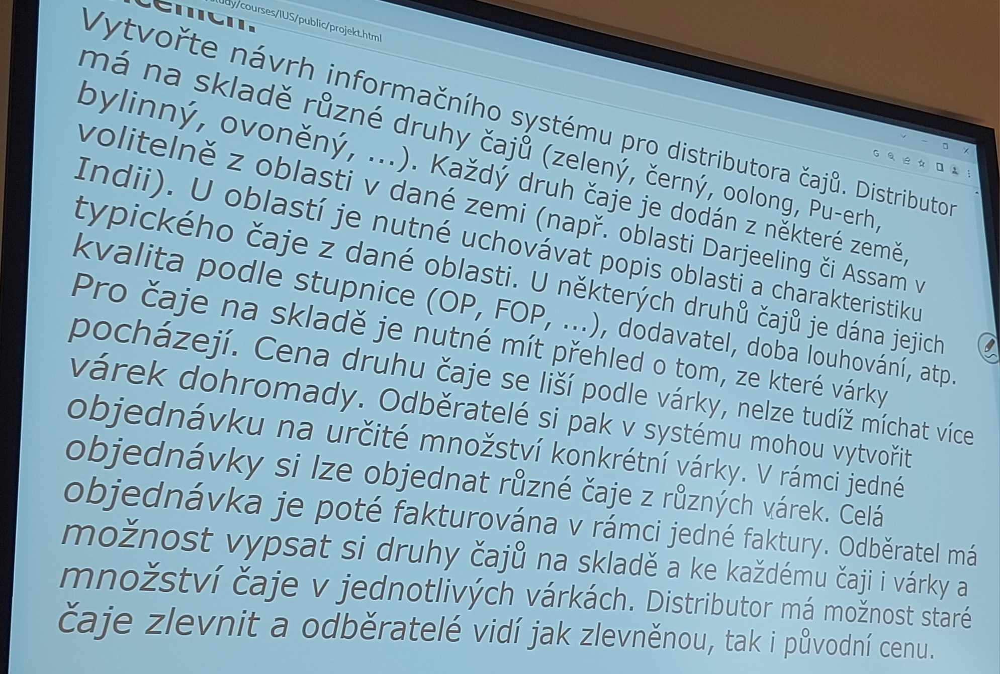 /courses/IUS/public/projekt.html
Vytvořte návrh informačního systému pro distributora čajů. Distributor
má na skladě různé druhy čajů (zelený, černý, oolong, Pu-erh,
bylinný, ovoněný, ...). Každý druh čaje je dodán z některé země,
volitelně z oblasti v dané zemi (např. oblasti Darjeeling či Assam v
Indii). U oblastí je nutné uchovávat popis oblasti a charakteristiku
typického čaje z dané oblasti. U některých druhů čajů je dána jejich
kvalita podle stupnice (OP, FOP, ...), dodavatel, doba louhování, atp.
Pro čaje na skladě je nutné mít přehled o tom, ze které várky
pocházejí. Cena druhu čaje se liší podle várky, nelze tudíž míchat více
várek dohromady. Odběratelé si pak v systému mohou vytvořit
objednávku na určité množství konkrétní várky. V rámci jedné
objednávky si lze objednat různé čaje z různých várek. Celá
objednávka je poté fakturována v rámci jedné faktury. Odběratel má
možnost vypsat si druhy čajů na skladě a ke každému čaji i várky a
množství čaje v jednotlivých várkách. Distributor má možnost staré
čaje zlevnit a odběratelé vidí jak zlevněnou, tak i původní cenu.